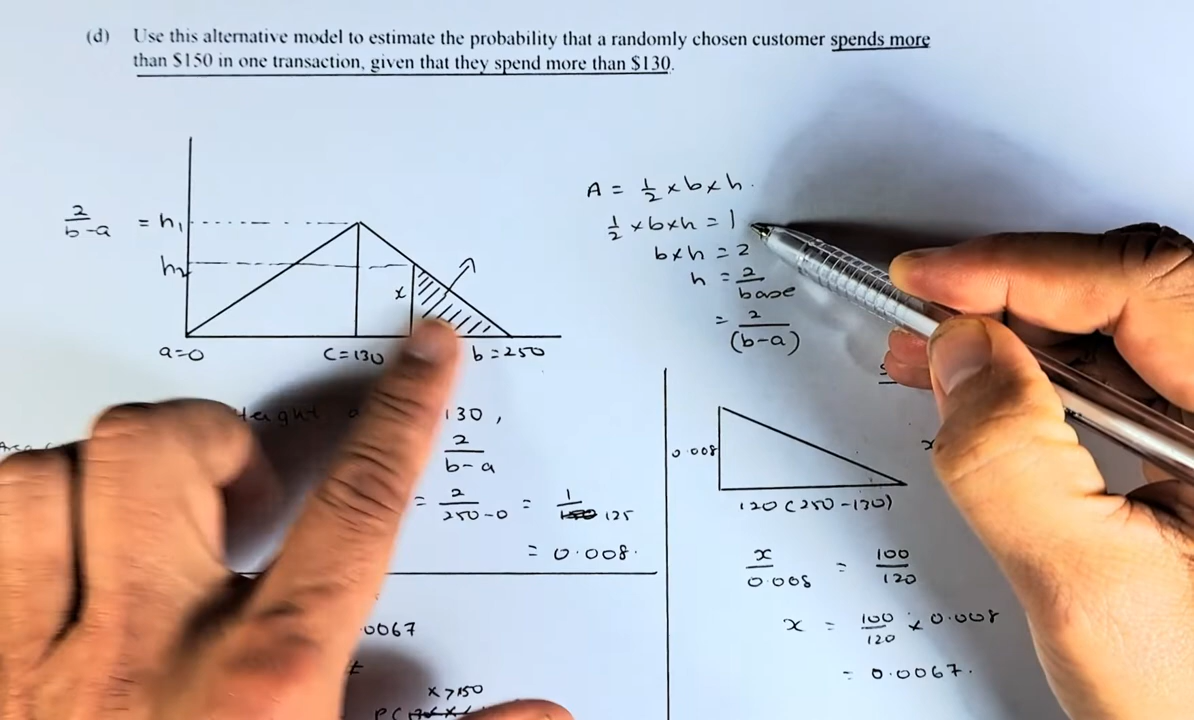 (d) Use this alternative model to estimate the probability that a randomly chosen customer spends more
than $150 in one transaction, given that they spend more than $130.
2/b-a = h₁
h₂
x
a=0
C=130
b=250
A = 1/2 × b × h.
1/2 × b × h = 1
b × h = 2
h = 2/base
= 2/(b-a)
Height 130,
2/b-a
= 2/250-0 = 1/125
= 0.008.
0067
x>150
0.008
120 (250-130)
x/0.008 = 100/120
x = 100/120 × 0.008
= 0.0067.